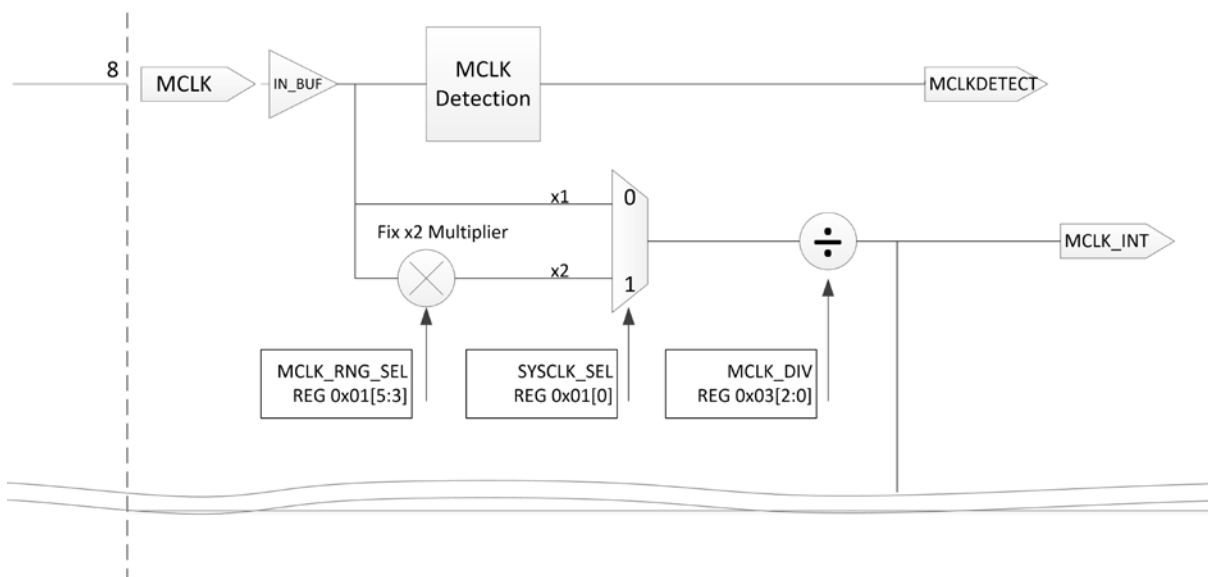 8
MCLK
IN_BUF
MCLK
Detection
MCLKDETECT
x1
0
Fix x2 Multiplier
x2
1
÷
MCLK_INT
MCLK_RNG_SEL
REG 0x01[5:3]
SYSCLK_SEL
REG 0x01[0]
MCLK_DIV
REG 0x03[2:0]